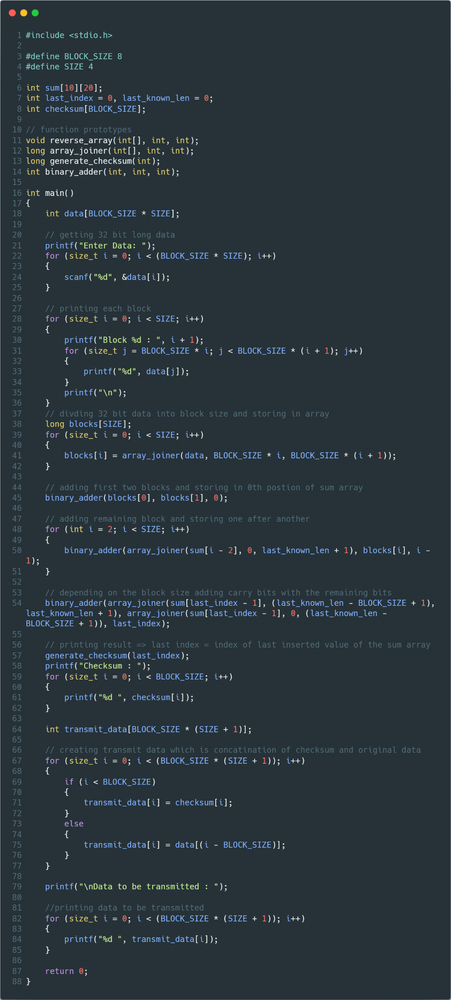 1 #include <stdio.h>
2
3 #define BLOCK_SIZE 8
4 #define SIZE 4
5
6 int sum[10][20];
7 int last_index = 0, last_known_len = 0;
8 int checksum[BLOCK_SIZE];
9
10 // function prototypes
11 void reverse_array(int[], int, int);
12 long array_joiner(int[], int, int);
13 long generate_checksum(int);
14 int binary_adder(int, int, int);
15
16 int main()
17 {
18     int data[BLOCK_SIZE * SIZE];
19
20     // getting 32 bit long data
21     printf("Enter Data: ");
22     for (size_t i = 0; i < (BLOCK_SIZE * SIZE); i++)
23     {
24         scanf("%d", &data[i]);
25     }
26
27     // printing each block
28     for (size_t i = 0; i < SIZE; i++)
29     {
30         printf("Block %d : ", i + 1);
31         for (size_t j = BLOCK_SIZE * i; j < BLOCK_SIZE * (i + 1); j++)
32         {
33             printf("%d", data[j]);
34         }
35         printf("\n");
36     }
37     // divding 32 bit data into block size and storing in array
38     long blocks[SIZE];
39     for (size_t i = 0; i < SIZE; i++)
40     {
41         blocks[i] = array_joiner(data, BLOCK_SIZE * i, BLOCK_SIZE * (i + 1));
42     }
43
44     // adding first two blocks and storing in 0th postion of sum array
45     binary_adder(blocks[0], blocks[1], 0);
46
47     // adding remaining block and storing one after another
48     for (int i = 2; i < SIZE; i++)
49     {
50         binary_adder(array_joiner(sum[i - 2], 0, last_known_len + 1), blocks[i], i -
1);
51     }
52
53     // depending on the block size adding carry bits with the remaining bits
54     binary_adder(array_joiner(sum[last_index - 1], (last_known_len - BLOCK_SIZE + 1),
last_known_len + 1), array_joiner(sum[last_index - 1], 0, (last_known_len -
BLOCK_SIZE + 1)), last_index);
55
56     // printing result => last index = index of last inserted value of the sum array
57     generate_checksum(last_index);
58     printf("Checksum : ");
59     for (size_t i = 0; i < BLOCK_SIZE; i++)
60     {
61         printf("%d ", checksum[i]);
62     }
63
64     int transmit_data[BLOCK_SIZE * (SIZE + 1)];
65
66     // creating transmit data which is concatination of checksum and original data
67     for (size_t i = 0; i < (BLOCK_SIZE * (SIZE + 1)); i++)
68     {
69         if (i < BLOCK_SIZE)
70         {
71             transmit_data[i] = checksum[i];
72         }
73         else
74         {
75             transmit_data[i] = data[(i - BLOCK_SIZE)];
76         }
77     }
78
79     printf("\nData to be transmitted : ");
80
81     //printing data to be transmitted
82     for (size_t i = 0; i < (BLOCK_SIZE * (SIZE + 1)); i++)
83     {
84         printf("%d ", transmit_data[i]);
85     }
86
87     return 0;
88 }